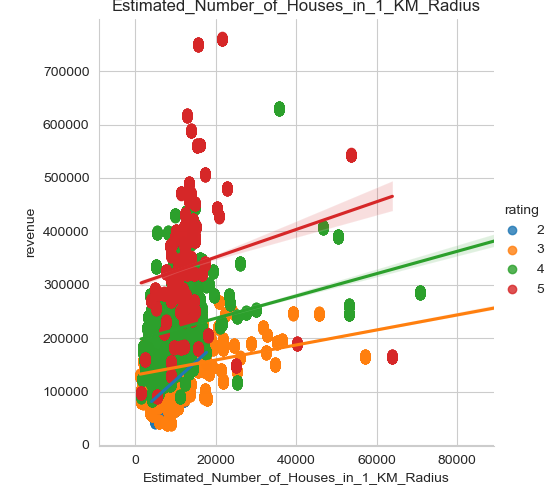 Estimated_Number_of_Houses_in_1_KM_Radius
700000
600000
500000
400000
300000
200000
100000
0
revenue
0 20000 40000 60000 80000
Estimated_Number_of_Houses_in_1_KM_Radius
rating
2
3
4
5